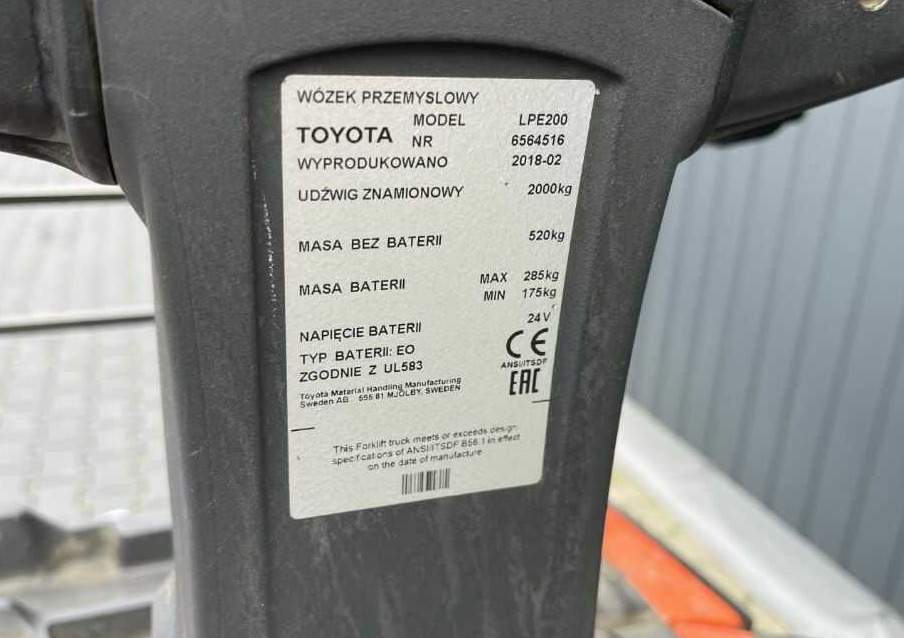 WÓZEK PRZEMYSLOWY
TOYOTA MODEL LPE200
NR 6564516
WYPRODUKOWANO 2018-02
UDŹWIG ZNAMIONOWY 2000kg
MASA BEZ BATERII 520kg
MASA BATERII MAX 285kg
MIN 175kg
NAPIĘCIE BATERII 24V
TYP BATERII: EO
ZGODNIE Z UL583
CE
ANSI/ITSDF
EAC
Toyota Material Handling Manufacturing
Sweden AB 595 81 MJÖLBY, SWEDEN
This Forklift truck meets or exceeds design
specifications of ANSI/ITSDF B56.1 in effect
on the date of manufacture